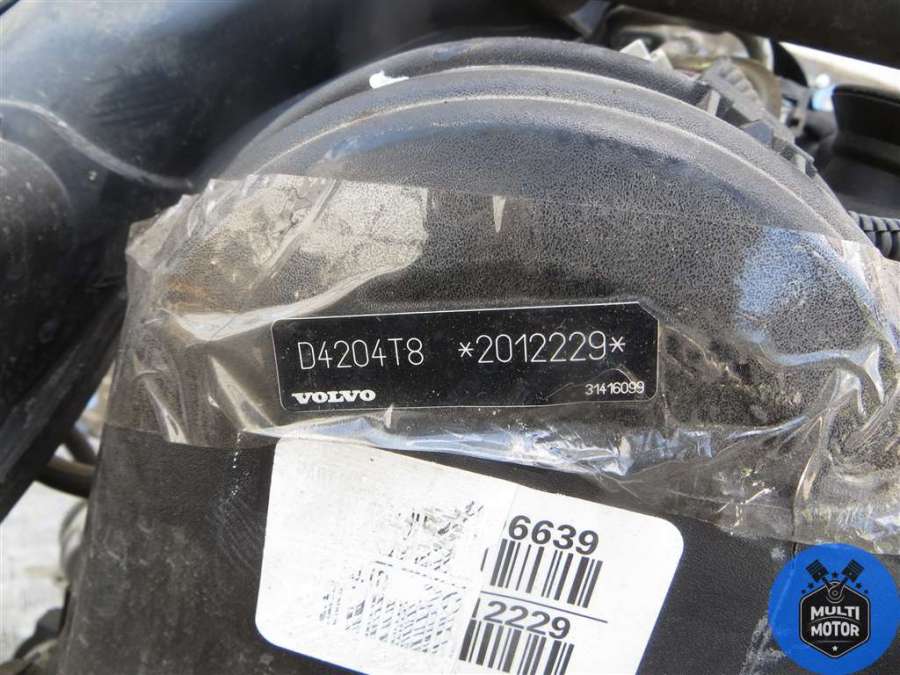 D4204T8 *2012229*
VOLVO 31416099
6639
2229
MULTI
MOTOR